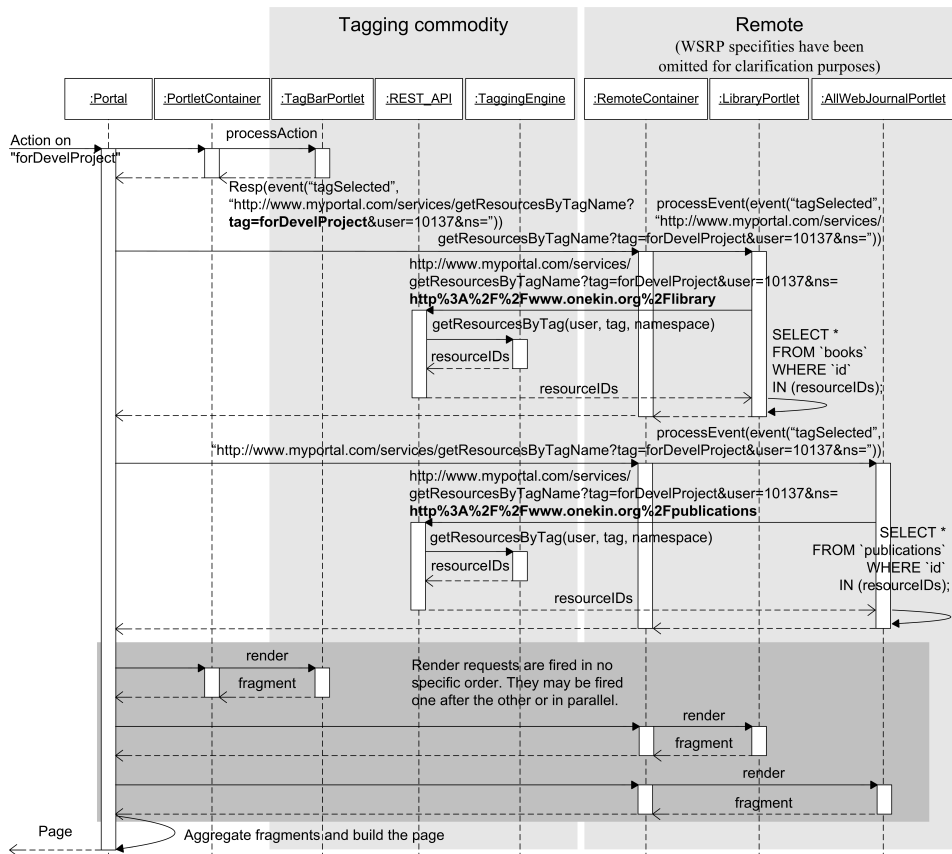 Tagging commodity
Remote
(WSRP specifities have been
omitted for clarification purposes)
:Portal
:PortletContainer
:TagBarPortlet
:REST_API
:TaggingEngine
:RemoteContainer
:LibraryPortlet
:AllWebJournalPortlet
Action on
"forDevelProject"
processAction
Resp(event(“tagSelected”,
“http://www.myportal.com/services/getResourcesByTagName?
tag=forDevelProject&user=10137&ns=”))
processEvent(event(“tagSelected”,
“http://www.myportal.com/services/
getResourcesByTagName?tag=forDevelProject&user=10137&ns=”))
http://www.myportal.com/services/
getResourcesByTagName?tag=forDevelProject&user=10137&ns=
http%3A%2F%2Fwww.onekin.org%2Flibrary
getResourcesByTag(user, tag, namespace)
resourceIDs
resourceIDs
SELECT *
FROM `books`
WHERE `id`
IN (resourceIDs);
processEvent(event(“tagSelected”,
“http://www.myportal.com/services/getResourcesByTagName?tag=forDevelProject&user=10137&ns=”))
http://www.myportal.com/services/
getResourcesByTagName?tag=forDevelProject&user=10137&ns=
http%3A%2F%2Fwww.onekin.org%2Fpublications
getResourcesByTag(user, tag, namespace)
resourceIDs
resourceIDs
SELECT *
FROM `publications`
WHERE `id`
IN (resourceIDs);
render
fragment
Render requests are fired in no
specific order. They may be fired
one after the other or in parallel.
render
fragment
render
fragment
Aggregate fragments and build the page
Page